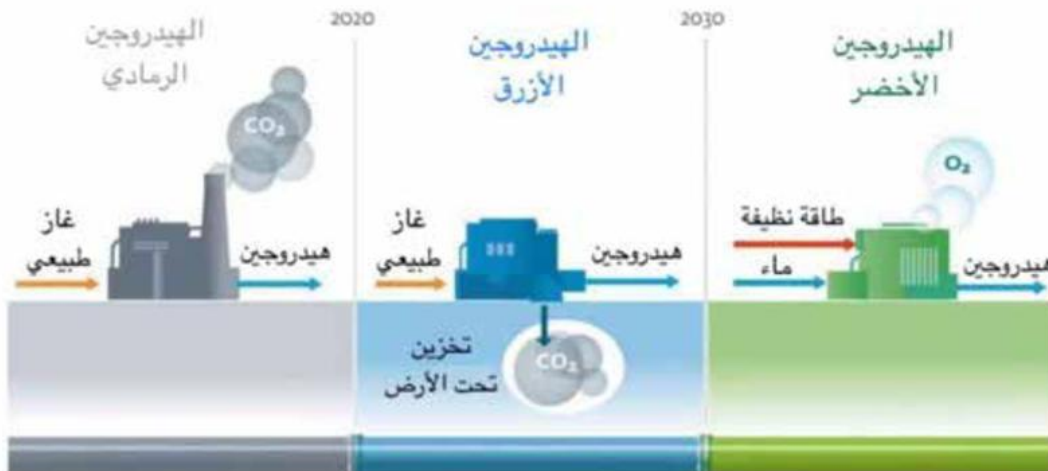 2020
2030
الهيدروجين
الرمادي
CO₂
غاز
طبيعي
هيدروجين
الهيدروجين
الأزرق
غاز
طبيعي
هيدروجين
تخزين
تحت الأرض
CO₂
الهيدروجين
الأخضر
O₂
طاقة نظيفة
ماء
هيدروجين